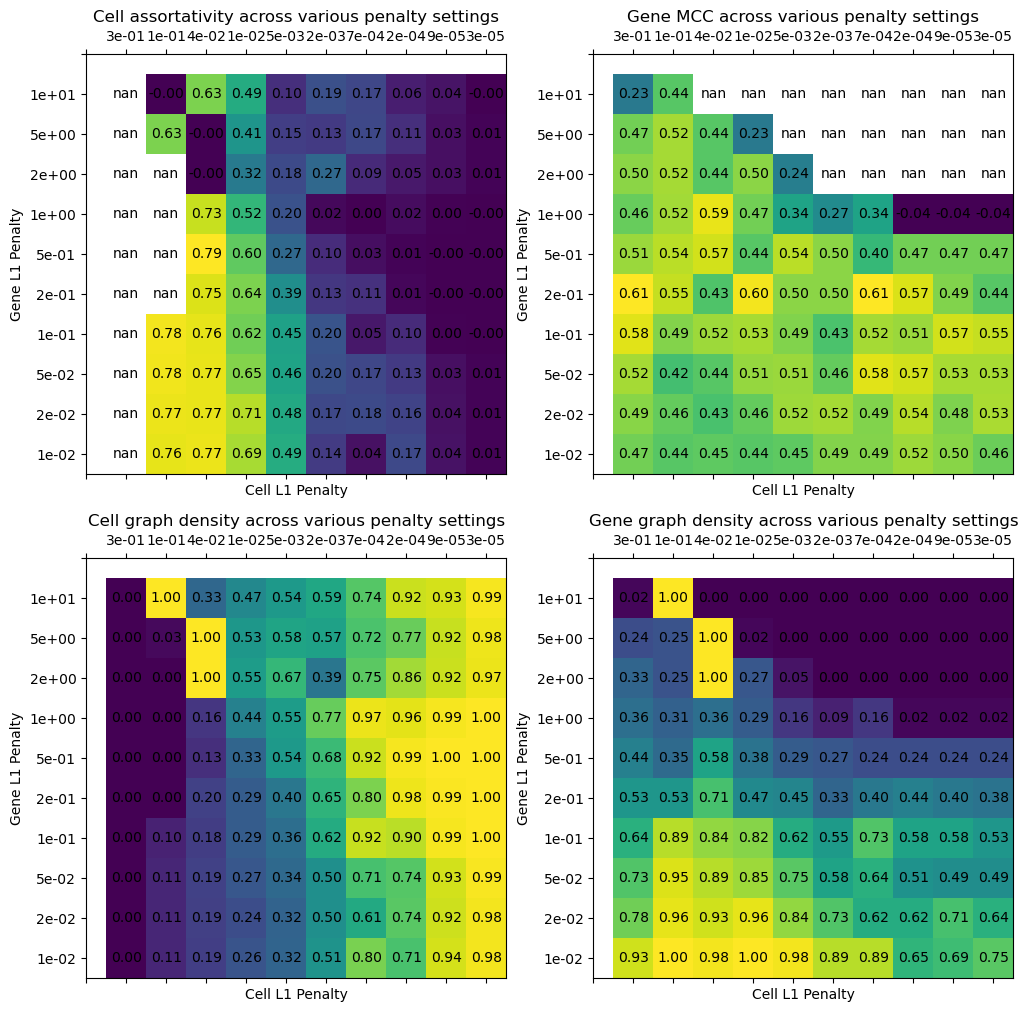 Cell assortativity across various penalty settings
3e-01 1e-01 4e-02 1e-02 5e-03 2e-03 7e-04 2e-04 9e-05 3e-05
1e+01 nan -0.00 0.63 0.49 0.10 0.19 0.17 0.06 0.04 -0.00
5e+00 nan 0.63 -0.00 0.41 0.15 0.13 0.17 0.11 0.03 0.01
2e+00 nan nan -0.00 0.32 0.18 0.27 0.09 0.05 0.03 0.01
1e+00 nan nan 0.73 0.52 0.20 0.02 0.00 0.02 0.00 -0.00
5e-01 nan nan 0.79 0.60 0.27 0.10 0.03 0.01 -0.00 -0.00
2e-01 nan nan 0.75 0.64 0.39 0.13 0.11 0.01 -0.00 -0.00
1e-01 nan 0.78 0.76 0.62 0.45 0.20 0.05 0.10 0.00 -0.00
5e-02 nan 0.78 0.77 0.65 0.46 0.20 0.17 0.13 0.03 0.01
2e-02 nan 0.77 0.77 0.71 0.48 0.17 0.18 0.16 0.04 0.01
1e-02 nan 0.76 0.77 0.69 0.49 0.14 0.04 0.17 0.04 0.01
Gene L1 Penalty
Cell L1 Penalty
Gene MCC across various penalty settings
3e-01 1e-01 4e-02 1e-02 5e-03 2e-03 7e-04 2e-04 9e-05 3e-05
1e+01 0.23 0.44 nan nan nan nan nan nan nan nan
5e+00 0.47 0.52 0.44 0.23 nan nan nan nan nan nan
2e+00 0.50 0.52 0.44 0.50 0.24 nan nan nan nan nan
1e+00 0.46 0.52 0.59 0.47 0.34 0.27 0.34 -0.04 -0.04 -0.04
5e-01 0.51 0.54 0.57 0.44 0.54 0.50 0.40 0.47 0.47 0.47
2e-01 0.61 0.55 0.43 0.60 0.50 0.50 0.61 0.57 0.49 0.44
1e-01 0.58 0.49 0.52 0.53 0.49 0.43 0.52 0.51 0.57 0.55
5e-02 0.52 0.42 0.44 0.51 0.51 0.46 0.58 0.57 0.53 0.53
2e-02 0.49 0.46 0.43 0.46 0.52 0.52 0.49 0.54 0.48 0.53
1e-02 0.47 0.44 0.45 0.44 0.45 0.49 0.49 0.52 0.50 0.46
Gene L1 Penalty
Cell L1 Penalty
Cell graph density across various penalty settings
3e-01 1e-01 4e-02 1e-02 5e-03 2e-03 7e-04 2e-04 9e-05 3e-05
1e+01 0.00 1.00 0.33 0.47 0.54 0.59 0.74 0.92 0.93 0.99
5e+00 0.00 0.03 1.00 0.53 0.58 0.57 0.72 0.77 0.92 0.98
2e+00 0.00 0.00 1.00 0.55 0.67 0.39 0.75 0.86 0.92 0.97
1e+00 0.00 0.00 0.16 0.44 0.55 0.77 0.97 0.96 0.99 1.00
5e-01 0.00 0.00 0.13 0.33 0.54 0.68 0.92 0.99 1.00 1.00
2e-01 0.00 0.00 0.20 0.29 0.40 0.65 0.80 0.98 0.99 1.00
1e-01 0.00 0.10 0.18 0.29 0.36 0.62 0.92 0.90 0.99 1.00
5e-02 0.00 0.11 0.19 0.27 0.34 0.50 0.71 0.74 0.93 0.99
2e-02 0.00 0.11 0.19 0.24 0.32 0.50 0.61 0.74 0.92 0.98
1e-02 0.00 0.11 0.19 0.26 0.32 0.51 0.80 0.71 0.94 0.98
Gene L1 Penalty
Cell L1 Penalty
Gene graph density across various penalty settings
3e-01 1e-01 4e-02 1e-02 5e-03 2e-03 7e-04 2e-04 9e-05 3e-05
1e+01 0.02 1.00 0.00 0.00 0.00 0.00 0.00 0.00 0.00 0.00
5e+00 0.24 0.25 1.00 0.02 0.00 0.00 0.00 0.00 0.00 0.00
2e+00 0.33 0.25 1.00 0.27 0.05 0.00 0.00 0.00 0.00 0.00
1e+00 0.36 0.31 0.36 0.29 0.16 0.09 0.16 0.02 0.02 0.02
5e-01 0.44 0.35 0.58 0.38 0.29 0.27 0.24 0.24 0.24 0.24
2e-01 0.53 0.53 0.71 0.47 0.45 0.33 0.40 0.44 0.40 0.38
1e-01 0.64 0.89 0.84 0.82 0.62 0.55 0.73 0.58 0.58 0.53
5e-02 0.73 0.95 0.89 0.85 0.75 0.58 0.64 0.51 0.49 0.49
2e-02 0.78 0.96 0.93 0.96 0.84 0.73 0.62 0.62 0.71 0.64
1e-02 0.93 1.00 0.98 1.00 0.98 0.89 0.89 0.65 0.69 0.75
Gene L1 Penalty
Cell L1 Penalty